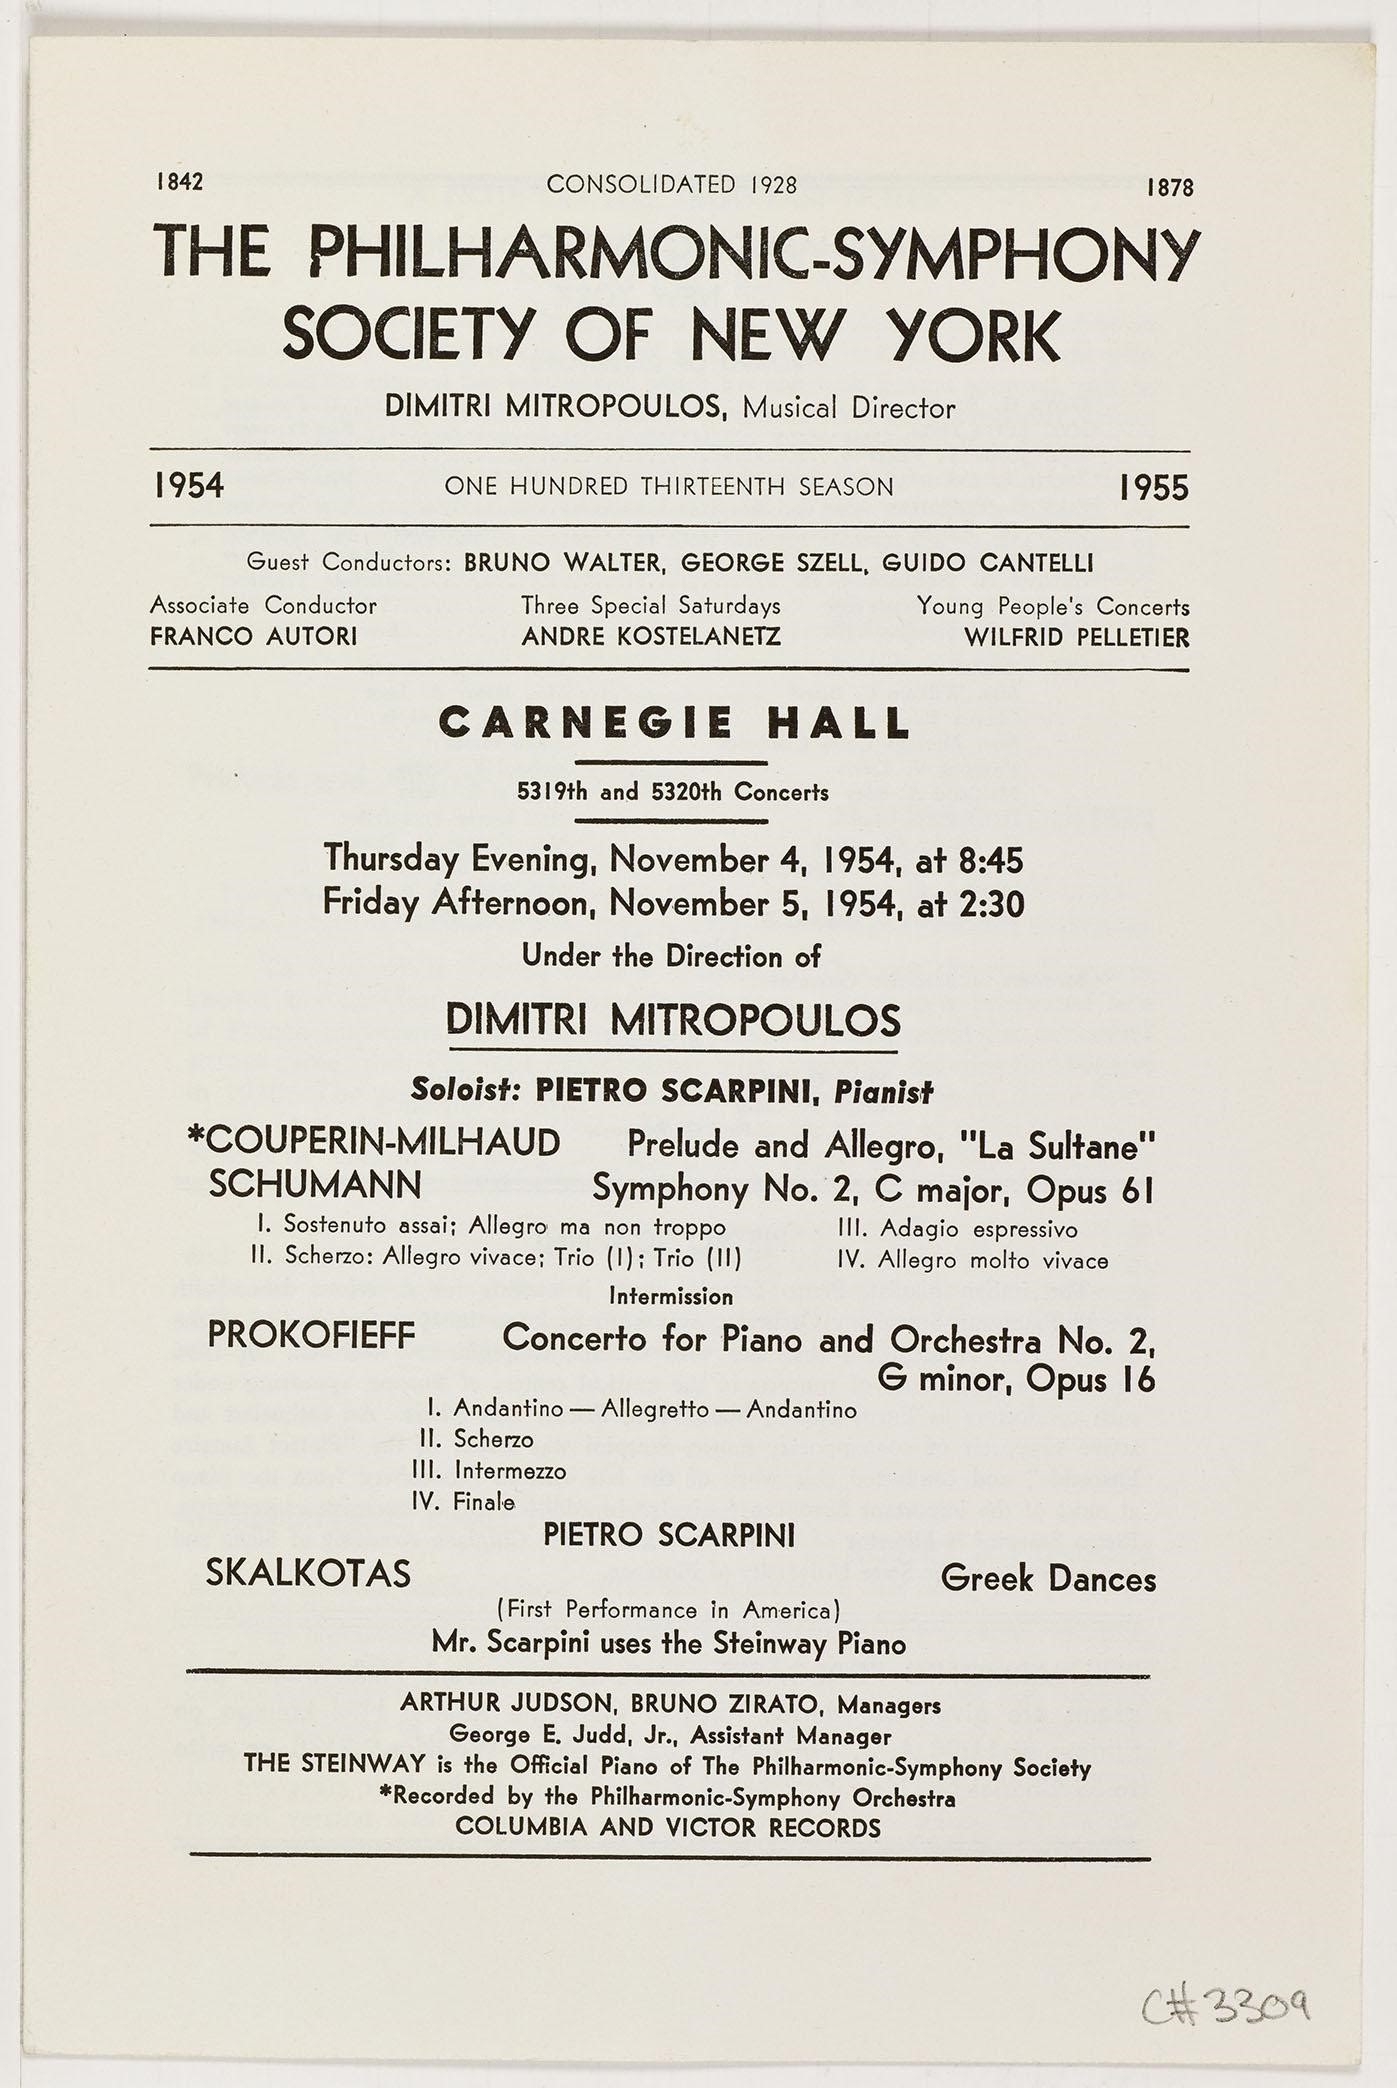 1842 CONSOLIDATED 1928 1878
THE PHILHARMONIC-SYMPHONY
SOCIETY OF NEW YORK
DIMITRI MITROPOULOS, Musical Director
1954 ONE HUNDRED THIRTEENTH SEASON 1955
Guest Conductors: BRUNO WALTER, GEORGE SZELL, GUIDO CANTELLI
Associate Conductor Three Special Saturdays Young People's Concerts
FRANCO AUTORI ANDRE KOSTELANETZ WILFRID PELLETIER
CARNEGIE HALL
5319th and 5320th Concerts
Thursday Evening, November 4, 1954, at 8:45
Friday Afternoon, November 5, 1954, at 2:30
Under the Direction of
DIMITRI MITROPOULOS
Soloist: PIETRO SCARPINI, Pianist
*COUPERIN-MILHAUD Prelude and Allegro, "La Sultane"
SCHUMANN Symphony No. 2, C major, Opus 61
I. Sostenuto assai; Allegro ma non troppo III. Adagio espressivo
II. Scherzo: Allegro vivace; Trio (I); Trio (II) IV. Allegro molto vivace
Intermission
PROKOFIEFF Concerto for Piano and Orchestra No. 2,
G minor, Opus 16
I. Andantino — Allegretto — Andantino
II. Scherzo
III. Intermezzo
IV. Finale
PIETRO SCARPINI
SKALKOTAS Greek Dances
(First Performance in America)
Mr. Scarpini uses the Steinway Piano
ARTHUR JUDSON, BRUNO ZIRATO, Managers
George E. Judd, Jr., Assistant Manager
THE STEINWAY is the Official Piano of The Philharmonic-Symphony Society
*Recorded by the Philharmonic-Symphony Orchestra
COLUMBIA AND VICTOR RECORDS
C# 3309